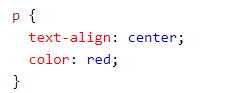 p {
  text-align: center;
  color: red;
}